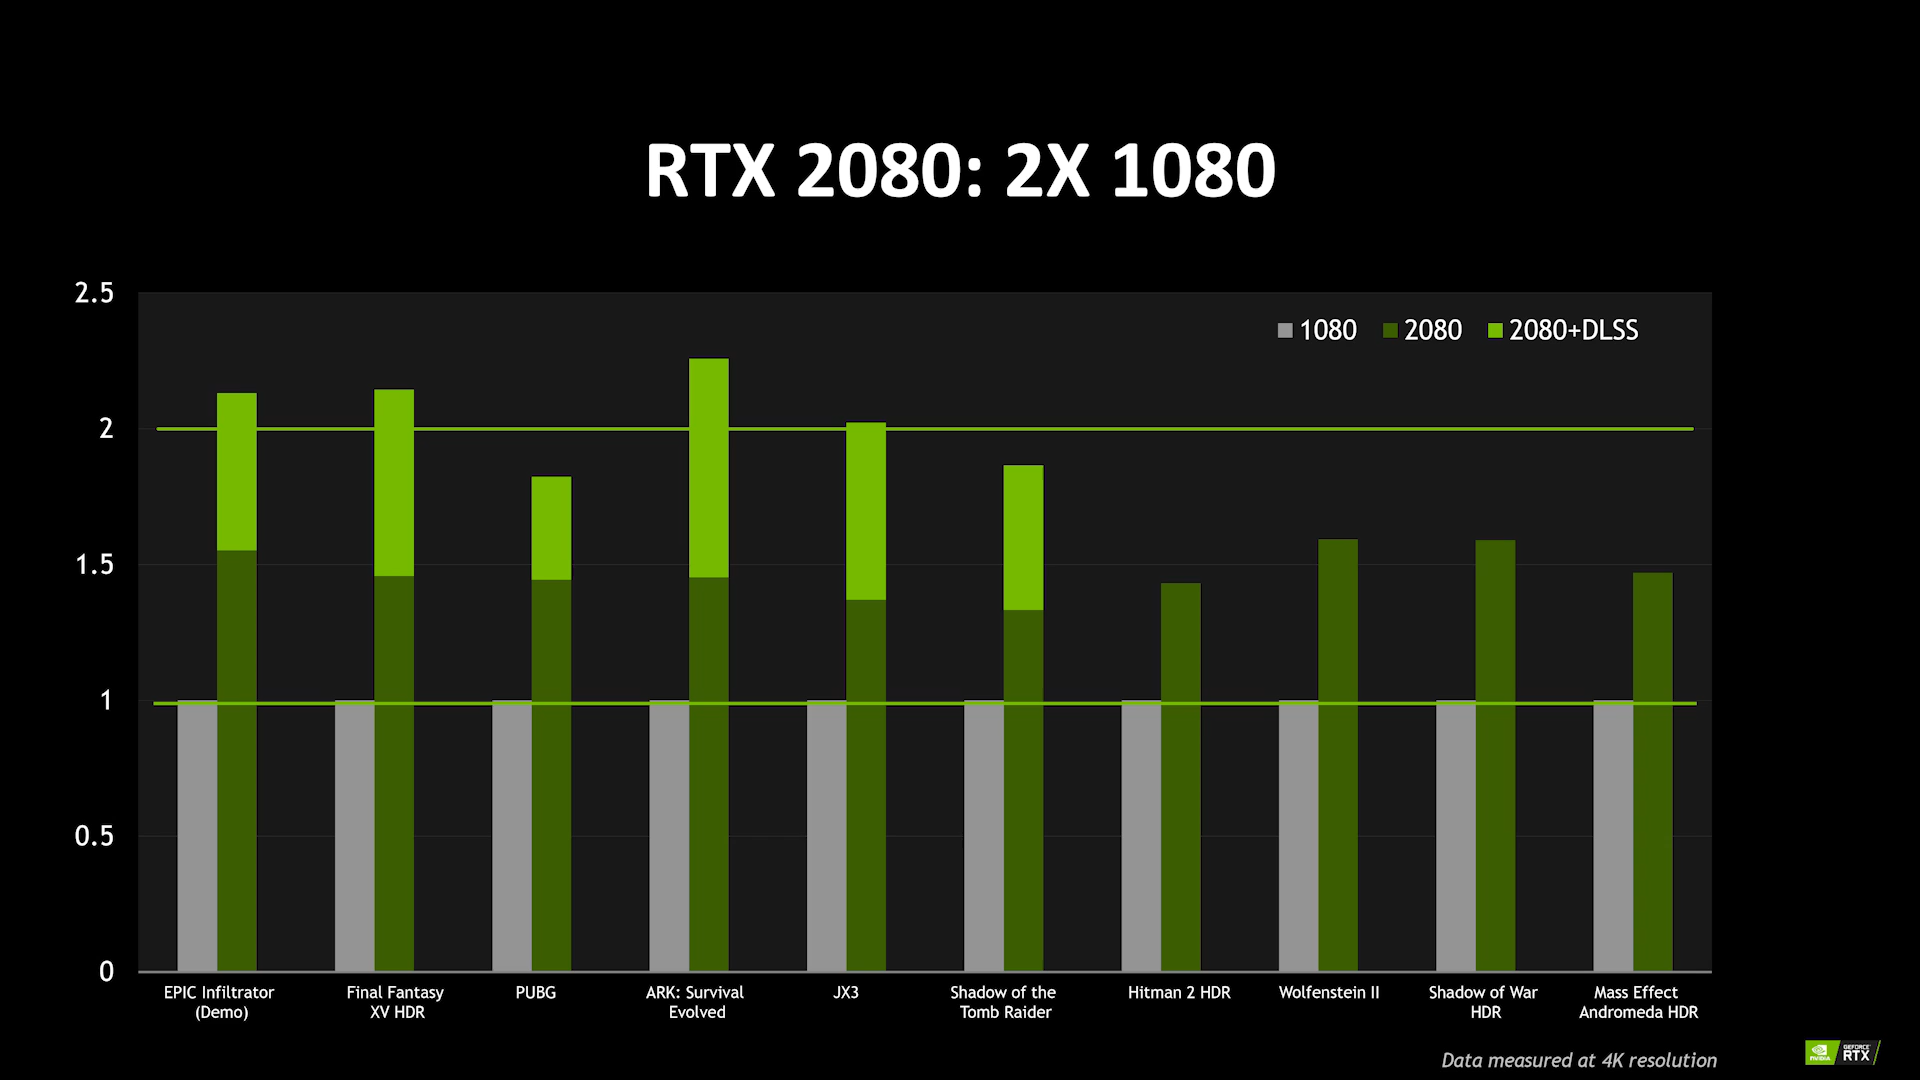 RTX 2080: 2X 1080
2.5
1080
2080
2080+DLSS
2
1.5
1
0.5
0
EPIC Infiltrator
(Demo)
Final Fantasy
XV HDR
PUBG
ARK: Survival
Evolved
JX3
Shadow of the
Tomb Raider
Hitman 2 HDR
Wolfenstein II
Shadow of War
HDR
Mass Effect
Andromeda HDR
Data measured at 4K resolution
NVIDIA
GEFORCE
RTX